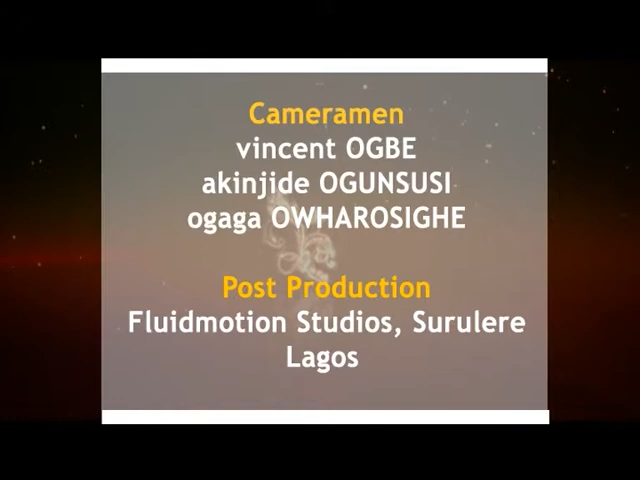 Cameramen
vincent OGBE
akinjide OGUNSUSI
ogaga OWHAROSIGHE
Post Production
Fluidmotion Studios, Surulere
Lagos